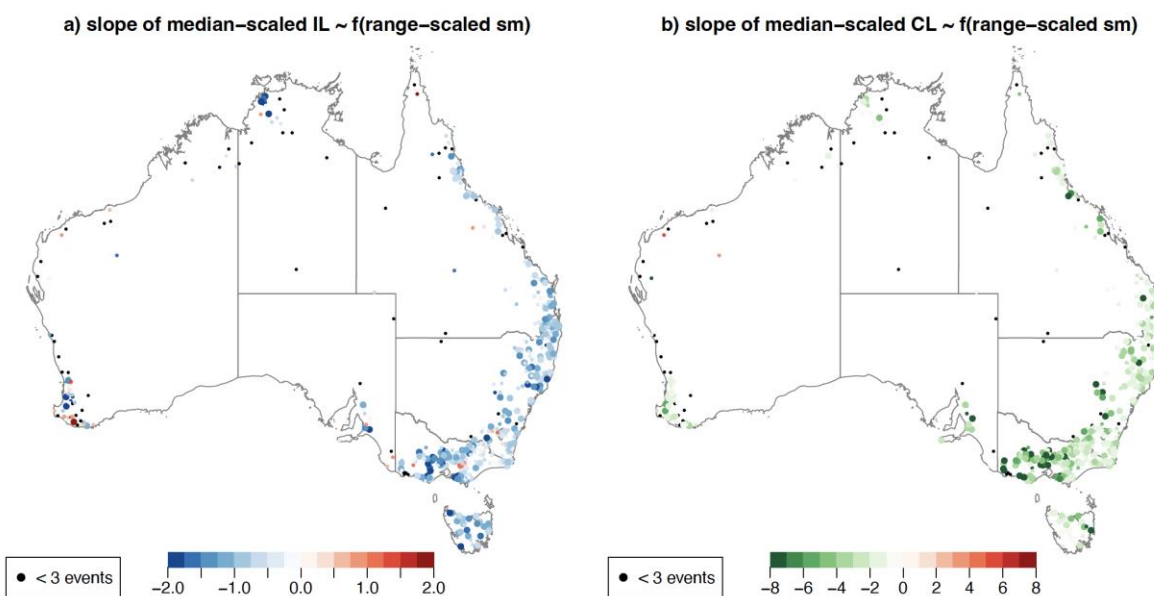 a) slope of median−scaled IL ~ f(range−scaled sm)
b) slope of median−scaled CL ~ f(range−scaled sm)
< 3 events
−2.0 −1.0 0.0 1.0 2.0
< 3 events
−8 −6 −4 −2 0 2 4 6 8